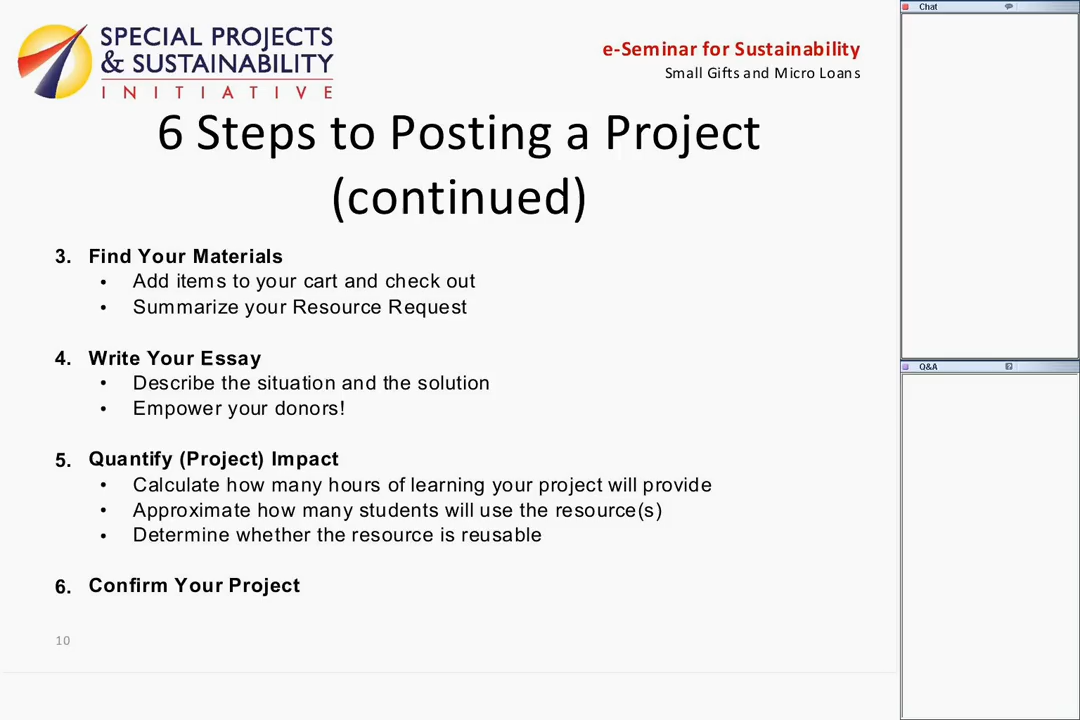 SPECIAL PROJECTS
& SUSTAINABILITY
INITIATIVE
e-Seminar for Sustainability
Small Gifts and Micro Loans
6 Steps to Posting a Project
(continued)
3. Find Your Materials
• Add items to your cart and check out
• Summarize your Resource Request
4. Write Your Essay
• Describe the situation and the solution
• Empower your donors!
5. Quantify (Project) Impact
• Calculate how many hours of learning your project will provide
• Approximate how many students will use the resource(s)
• Determine whether the resource is reusable
6. Confirm Your Project
10
Chat
Q&A